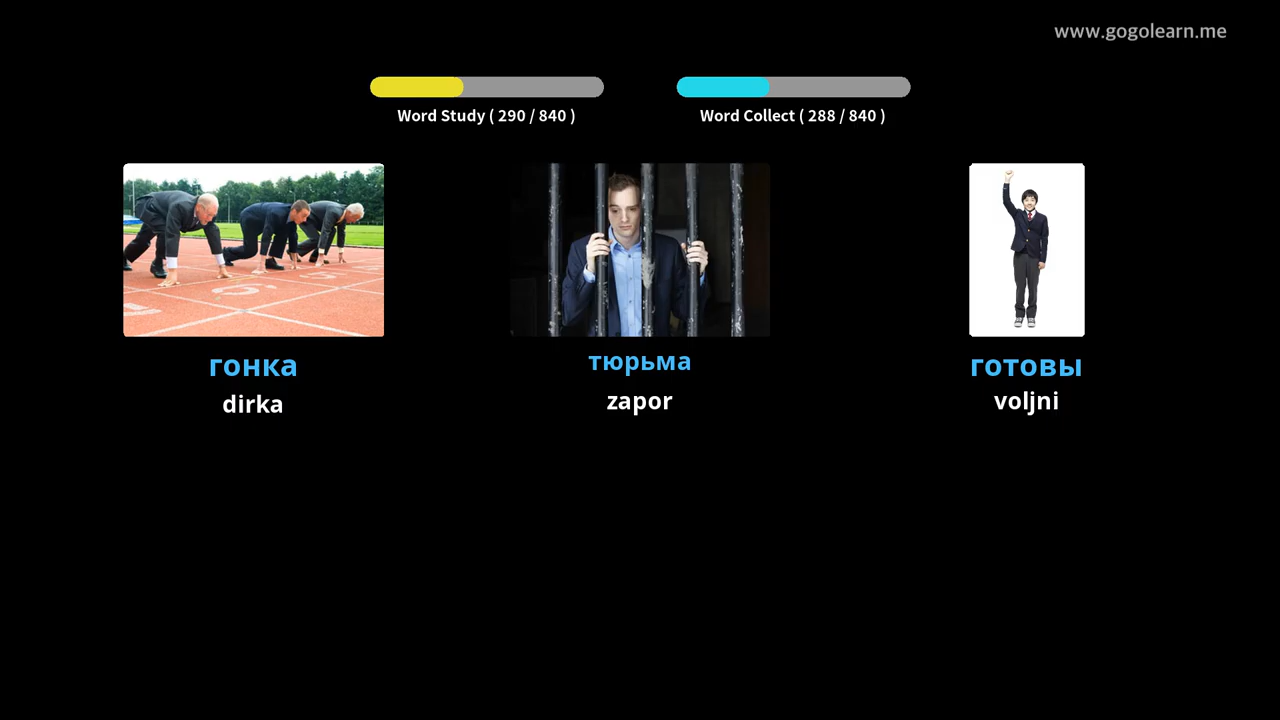 www.gogolearn.me
Word Study ( 290 / 840 )
Word Collect ( 288 / 840 )
гонка
dirka
тюрьма
zapor
готовы
voljni